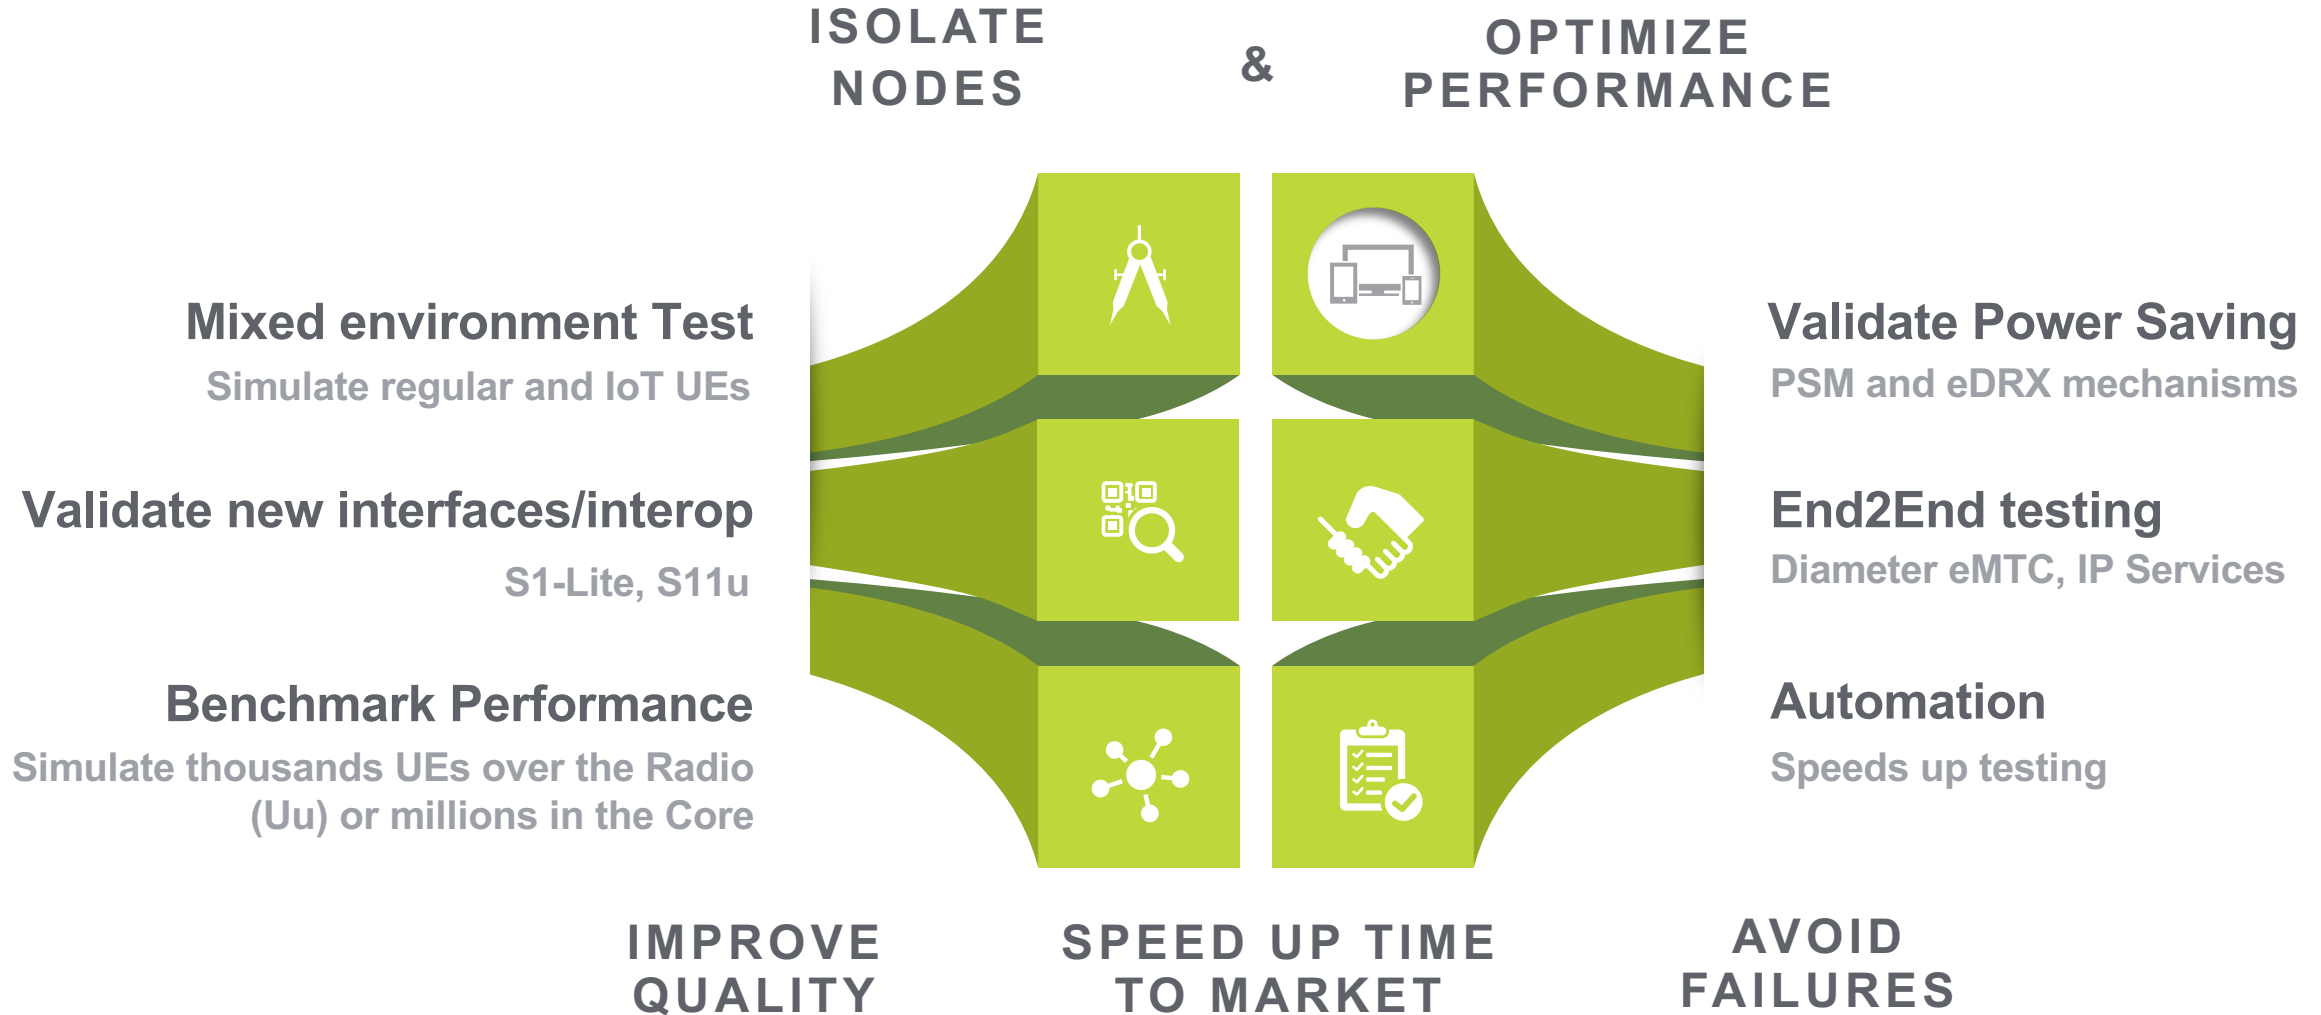 ISOLATE
NODES
&
OPTIMIZE
PERFORMANCE
Mixed environment Test
Simulate regular and IoT UEs
Validate Power Saving
PSM and eDRX mechanisms
Validate new interfaces/interop
S1-Lite, S11u
End2End testing
Diameter eMTC, IP Services
Benchmark Performance
Simulate thousands UEs over the Radio
(Uu) or millions in the Core
Automation
Speeds up testing
IMPROVE
QUALITY
SPEED UP TIME
TO MARKET
AVOID
FAILURES